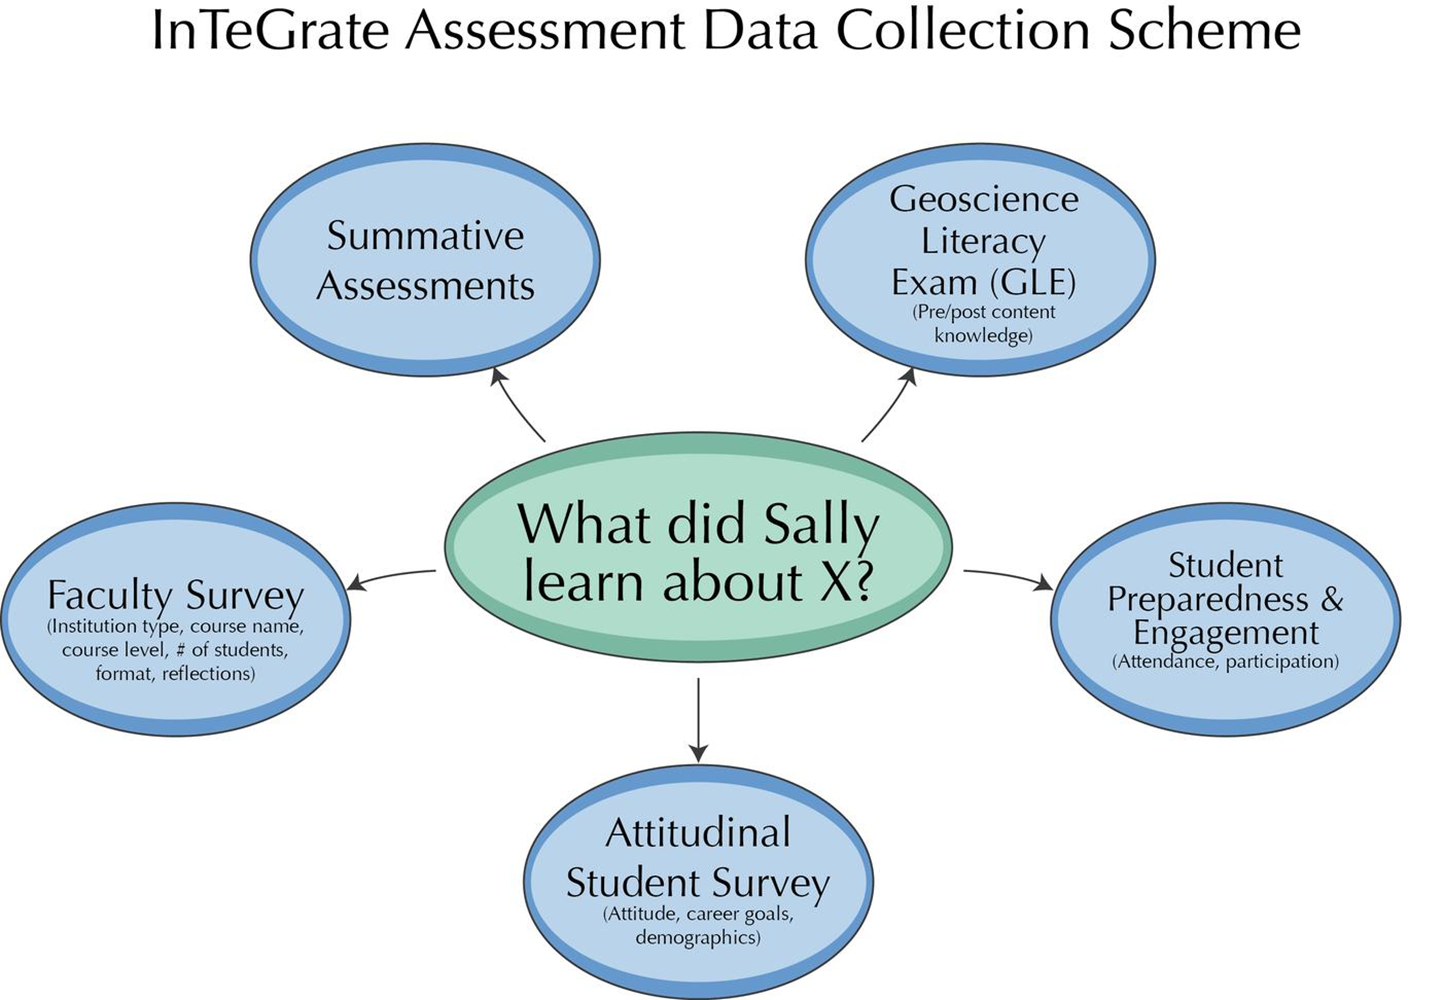 InTeGrate Assessment Data Collection Scheme
Summative
Assessments
Geoscience
Literacy
Exam (GLE)
(Pre/post content
knowledge)
What did Sally
learn about X?
Faculty Survey
(Institution type, course name,
course level, # of students,
format, reflections)
Student
Preparedness &
Engagement
(Attendance, participation)
Attitudinal
Student Survey
(Attitude, career goals,
demographics)